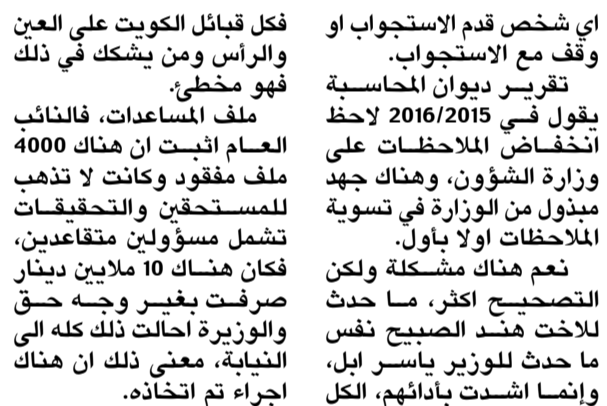 اي شخص قدم الاستجواب او
وقف مع الاستجواب.
تقرير ديوان المحاسبة
يقول في 2016/2015 لاحظ
انخفاض الملاحظات على
وزارة الشؤون، وهناك جهد
مبذول من الوزارة في تسوية
الملاحظات اولا بأول.
نعم هناك مشكلة ولكن
التصحيح اكثر، ما حدث
للاخت هند الصبيح نفس
ما حدث للوزير ياسر ابل،
وإنما اشدت بأدائهم، الكل
فكل قبائل الكويت على العين
والرأس ومن يشكك في ذلك
فهو مخطئ.
ملف المساعدات، فالنائب
العام اثبت ان هناك 4000
ملف مفقود وكانت لا تذهب
للمستحقين والتحقيقات
تشمل مسؤولين متقاعدين،
فكان هناك 10 ملايين دينار
صرفت بغير وجه حق
والوزيرة احالت ذلك كله الى
النيابة، معنى ذلك ان هناك
اجراء تم اتخاذه.